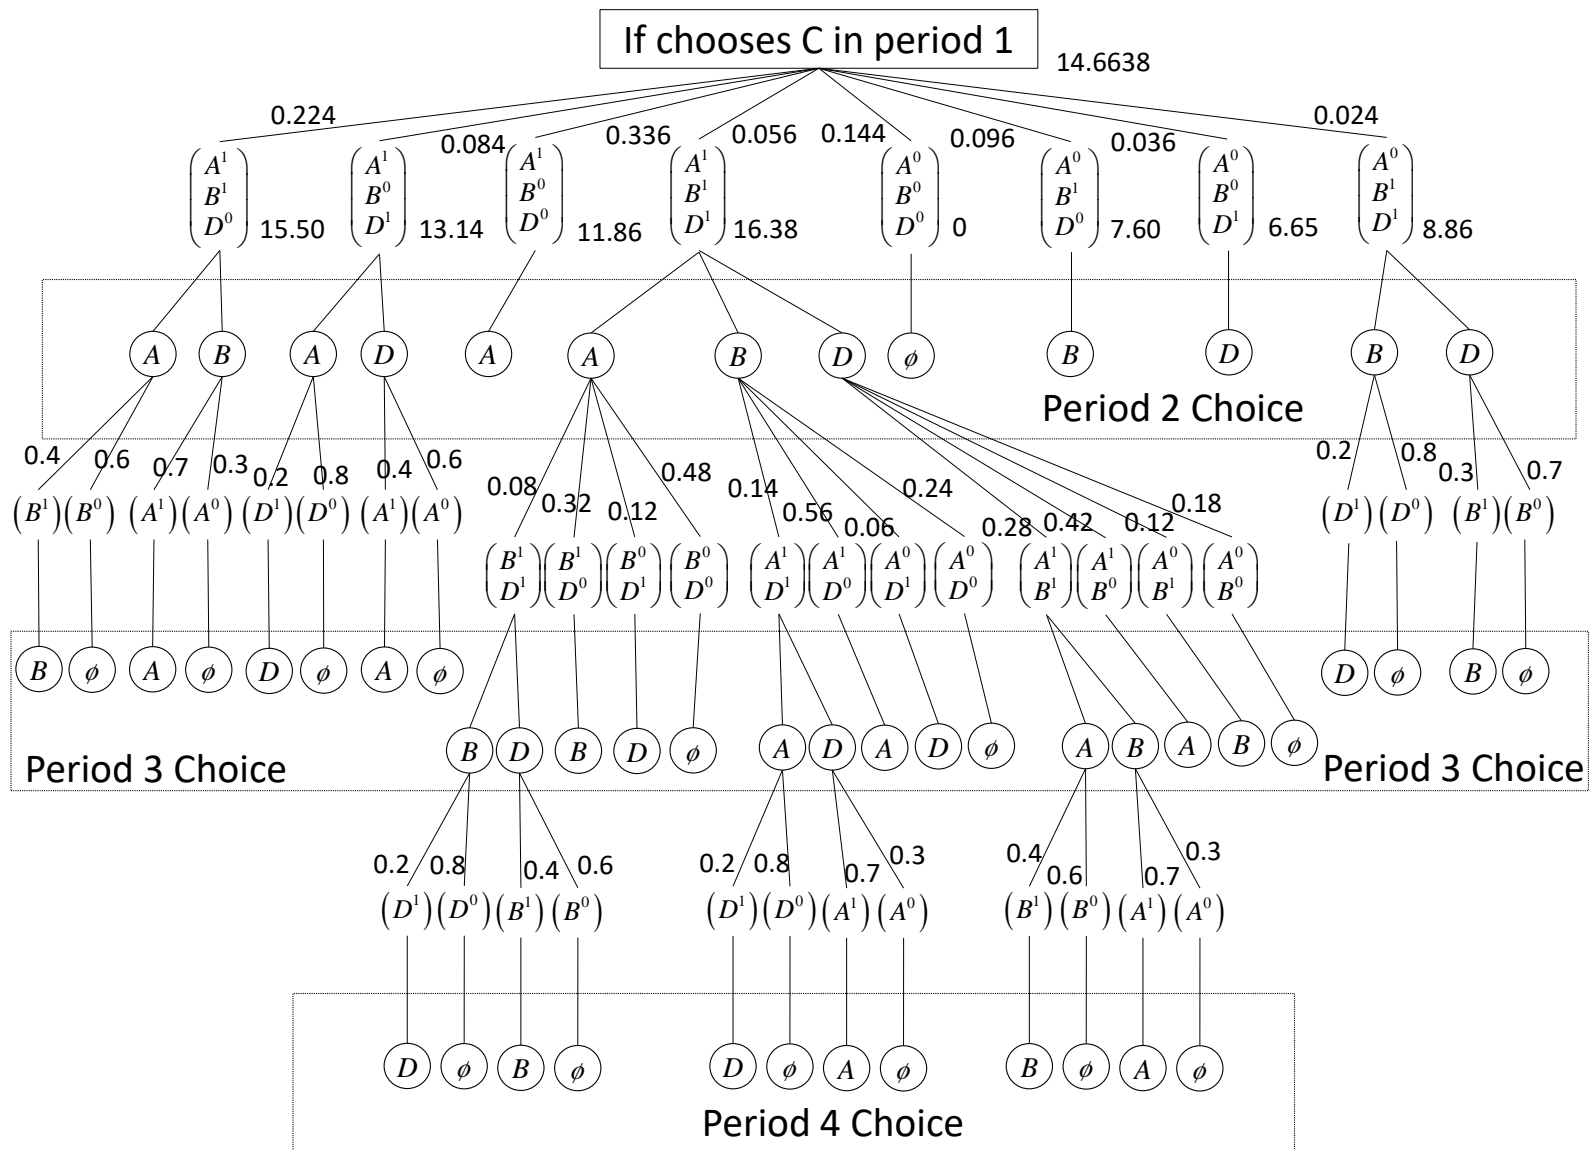 If chooses C in period 1
14.6638
0.224 0.084 0.336 0.056 0.144 0.096 0.036 0.024
A¹ A¹ A¹ A¹ A⁰ A⁰ A⁰ A⁰
B¹ B⁰ B⁰ B¹ B⁰ B¹ B⁰ B¹
D⁰ D¹ D⁰ D¹ D⁰ D⁰ D¹ D¹
15.50 13.14 11.86 16.38 0 7.60 6.65 8.86
A B A D A A B D ϕ B D B D
Period 2 Choice
0.4 0.6 0.7 0.3 0.2 0.8 0.4 0.6 0.08 0.32 0.12 0.48 0.14 0.56 0.06 0.24 0.28 0.42 0.12 0.18 0.2 0.8 0.3 0.7
(B¹) (B⁰) (A¹) (A⁰) (D¹) (D⁰) (A¹) (A⁰) (D¹) (D⁰) (B¹) (B⁰)
B¹ B¹ B⁰ B⁰ A¹ A¹ A⁰ A⁰ A¹ A¹ A⁰ A⁰
D¹ D⁰ D¹ D⁰ D¹ D⁰ D¹ D⁰ B¹ B⁰ B¹ B⁰
B ϕ A ϕ D ϕ A ϕ D ϕ B ϕ
B D B D ϕ A D A D ϕ A B A B ϕ
Period 3 Choice Period 3 Choice
0.2 0.8 0.4 0.6 0.2 0.8 0.7 0.3 0.4 0.6 0.7 0.3
(D¹) (D⁰) (B¹) (B⁰) (D¹) (D⁰) (A¹) (A⁰) (B¹) (B⁰) (A¹) (A⁰)
D ϕ B ϕ D ϕ A ϕ B ϕ A ϕ
Period 4 Choice